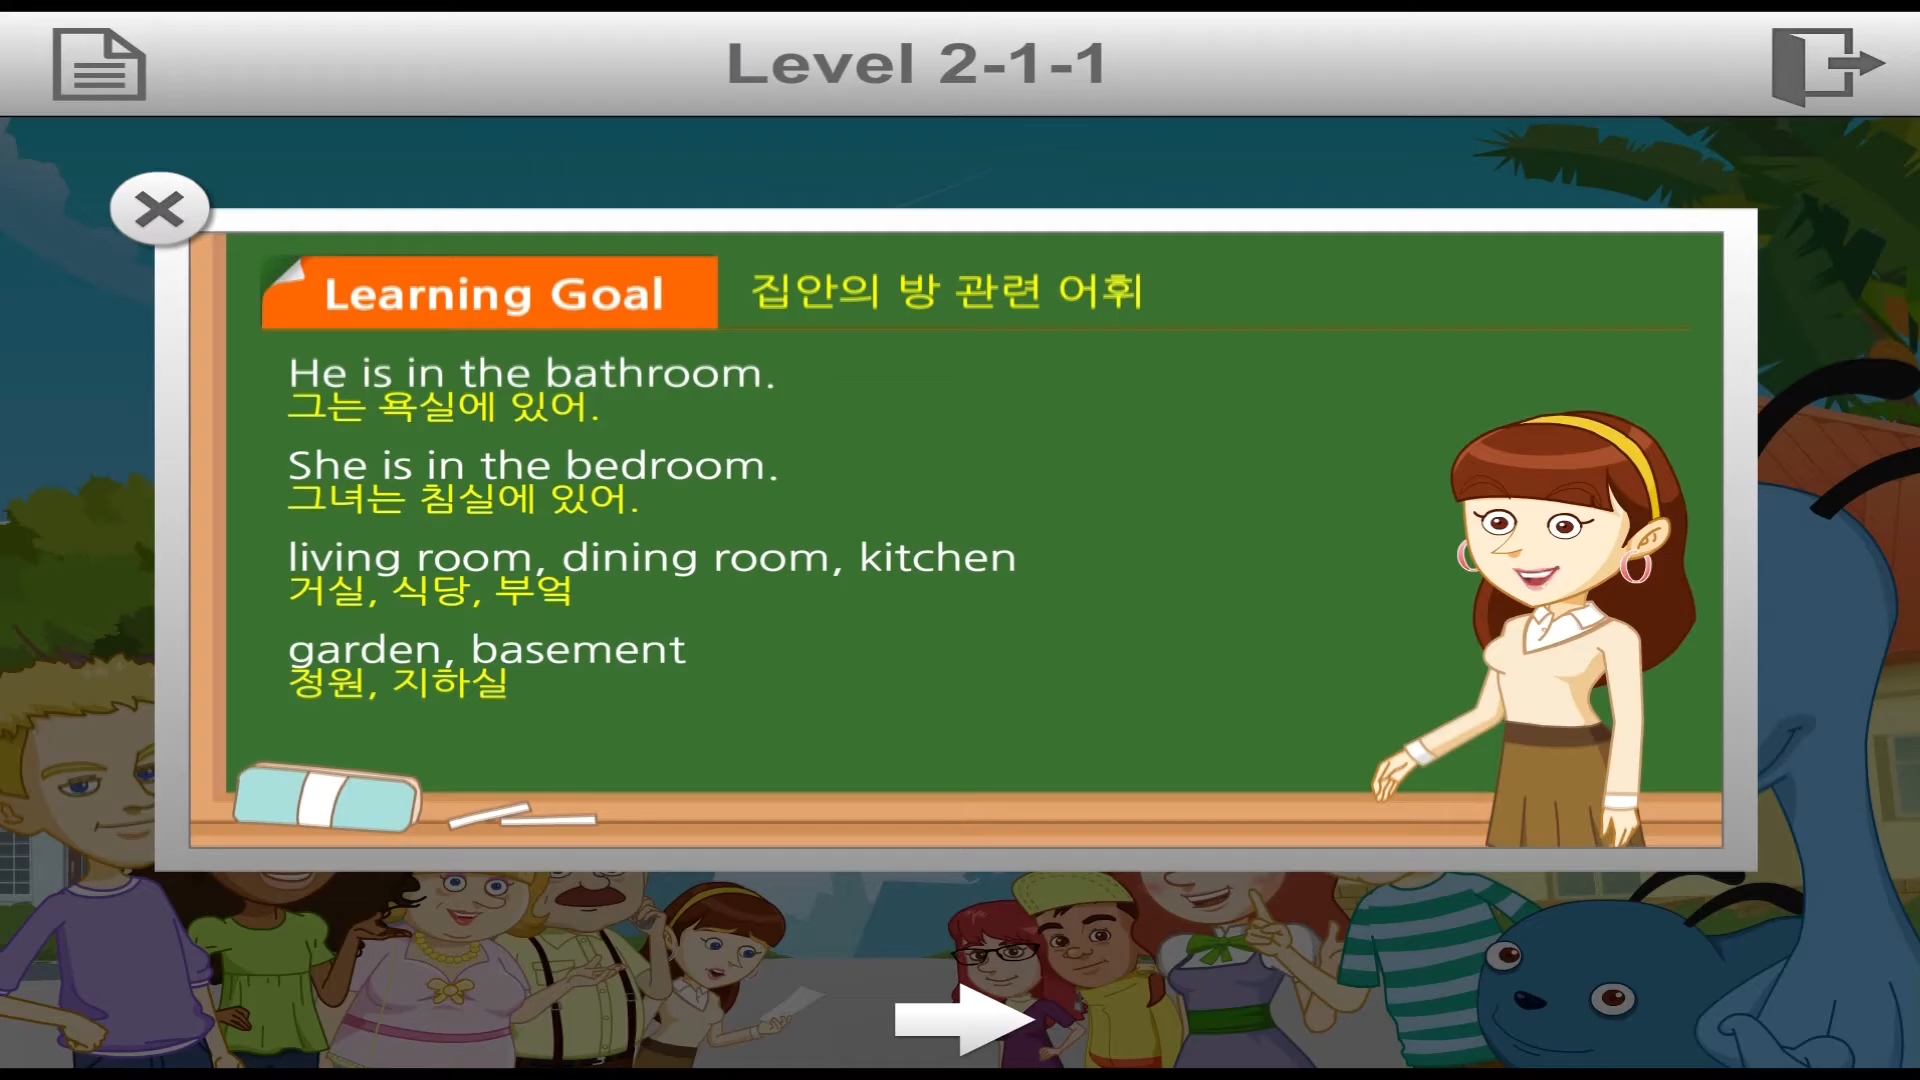 Level 2-1-1
Learning Goal 집안의 방 관련 어휘
He is in the bathroom.
그는 욕실에 있어.
She is in the bedroom.
그녀는 침실에 있어.
living room, dining room, kitchen
거실, 식당, 부엌
garden, basement
정원, 지하실